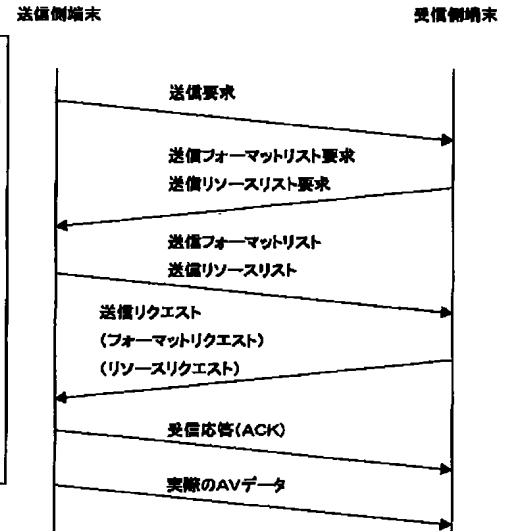 送信側端末
受信側端末
送信要求
送信フォーマットリスト要求
送信リソースリスト要求
送信フォーマットリスト
送信リソースリスト
送信リクエスト
(フォーマットリクエスト)
(リソースリクエスト)
受信応答(ACK)
実際のAVデータ